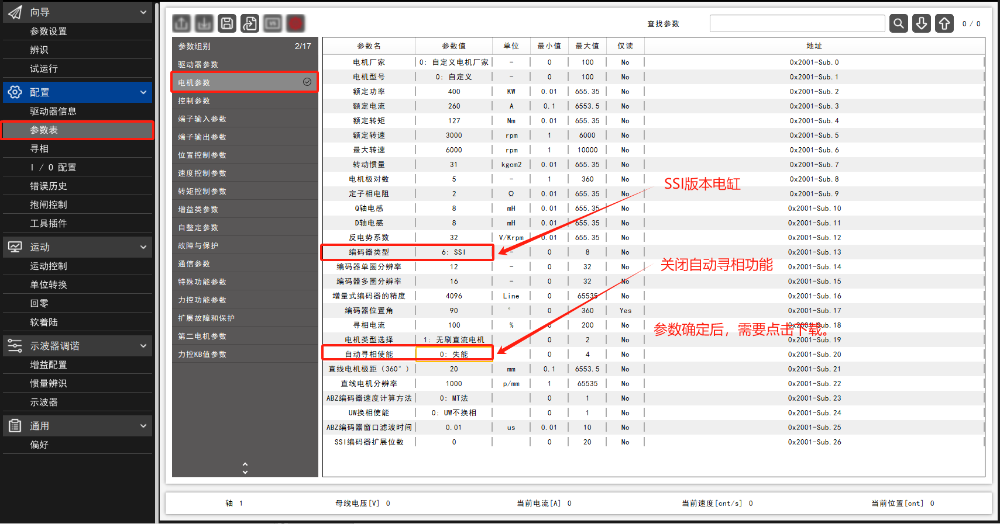 向导
参数设置
辨识
试运行
配置
驱动器信息
参数表
寻相
I / O 配置
错误历史
抱闸控制
工具插件
运动
运动控制
单位转换
回零
软着陆
示波器调谐
增益配置
惯量辨识
示波器
通用
偏好
查找参数 0 / 0
参数组别 2/17
驱动器参数
电机参数
控制参数
端子输入参数
端子输出参数
位置控制参数
速度控制参数
转矩控制参数
增益类参数
自整定参数
故障与保护
通信参数
特殊功能参数
力控功能参数
扩展故障和保护
第二电机参数
力控KB值参数
参数名 参数值 单位 最小值 最大值 仅读 地址
电机厂家 0: 自定义电机厂家 - 0 100 No 0x2001-Sub.0
电机型号 0: 自定义 - 0 100 No 0x2001-Sub.1
额定功率 400 KW 0.01 655.35 No 0x2001-Sub.2
额定电流 260 A 0.1 6553.5 No 0x2001-Sub.3
额定转矩 127 Nm 0.01 655.35 No 0x2001-Sub.4
额定转速 3000 rpm 1 6000 No 0x2001-Sub.5
最大转速 6000 rpm 1 10000 No 0x2001-Sub.6
转动惯量 31 kgcm2 0.01 655.35 No 0x2001-Sub.7
电机极对数 5 - 1 360 No 0x2001-Sub.8
定子相电阻 2 Ω 0.01 655.35 No 0x2001-Sub.9
Q轴电感 8 mH 0.01 655.35 No 0x2001-Sub.10
D轴电感 8 mH 0.01 655.35 No 0x2001-Sub.11
反电势系数 32 V/Krpm 0.01 655.35 No 0x2001-Sub.12
编码器类型 6: SSI - 0 8 No 0x2001-Sub.13
编码器单圈分辨率 12 - 0 32 No 0x2001-Sub.14
编码器多圈分辨率 16 - 0 32 No 0x2001-Sub.15
增量式编码器的精度 4096 Line 0 65535 No 0x2001-Sub.16
编码器位置角 90 ° 0 360 Yes 0x2001-Sub.17
寻相电流 100 % 0 200 No 0x2001-Sub.18
电机类型选择 1: 无刷直流电机 0 2 No 0x2001-Sub.19
自动寻相使能 0: 失能 0 4 No 0x2001-Sub.20
直线电机极距（360°） 20 mm 0.1 6553.5 No 0x2001-Sub.21
直线电机分辨率 1000 p/mm 1 65535 No 0x2001-Sub.22
ABZ编码器速度计算方法 0: MT法 0 1 No 0x2001-Sub.23
UW换相使能 0: UW不换相 0 1 No 0x2001-Sub.24
ABZ编码器窗口滤波时间 0.01 us 0.01 10 No 0x2001-Sub.25
SSI编码器扩展位数 0 0 20 No 0x2001-Sub.26
SSI版本电缸
关闭自动寻相功能
参数确定后，需要点击下载。
轴 1 母线电压[V] 0 当前电流[A] 0 当前速度[cnt/s] 0 当前位置[cnt] 0